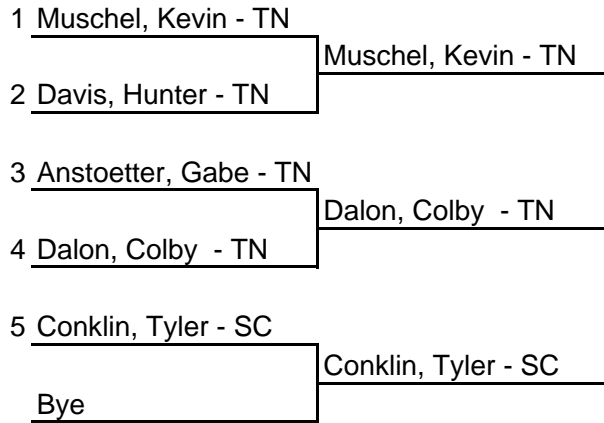 1 Muschel, Kevin - TN
Muschel, Kevin - TN
2 Davis, Hunter - TN
3 Anstoetter, Gabe - TN
Dalon, Colby  - TN
4 Dalon, Colby  - TN
5 Conklin, Tyler - SC
Conklin, Tyler - SC
Bye